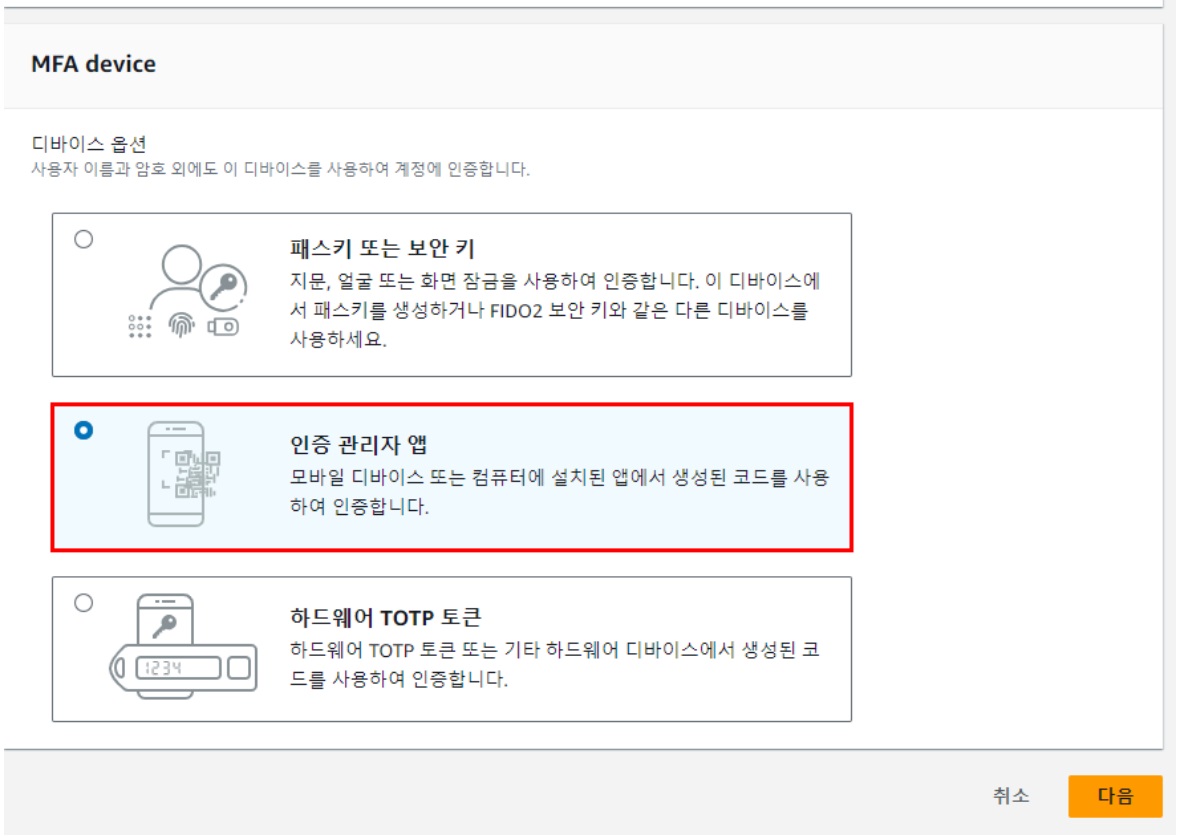 MFA device
디바이스 옵션
사용자 이름과 암호 외에도 이 디바이스를 사용하여 계정에 인증합니다.
패스키 또는 보안 키
지문, 얼굴 또는 화면 잠금을 사용하여 인증합니다. 이 디바이스에
서 패스키를 생성하거나 FIDO2 보안 키와 같은 다른 디바이스를
사용하세요.
인증 관리자 앱
모바일 디바이스 또는 컴퓨터에 설치된 앱에서 생성된 코드를 사용
하여 인증합니다.
하드웨어 TOTP 토큰
1234
하드웨어 TOTP 토큰 또는 기타 하드웨어 디바이스에서 생성된 코
드를 사용하여 인증합니다.
취소
다음